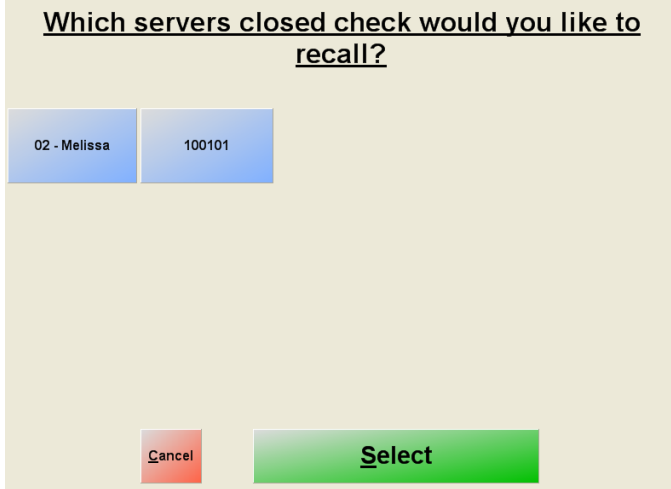 Which servers closed check would you like to
recall?
02 - Melissa
100101
Cancel
Select